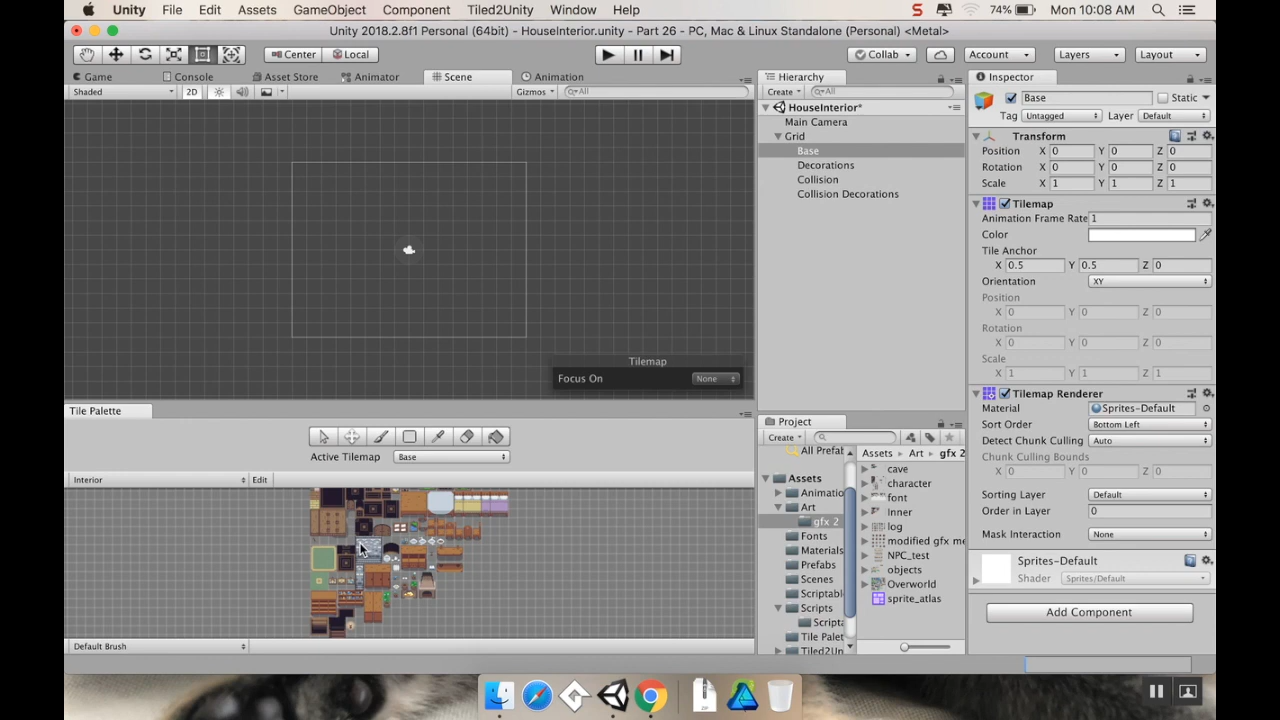 Unity File Edit Assets GameObject Component Tiled2Unity Window Help 74% Mon 10:08 AM
Unity 2018.2.8f1 Personal (64bit) - HouseInterior.unity - Part 26 - PC, Mac & Linux Standalone (Personal) <Metal>
Center Local Collab Account Layers Layout
Game Console Asset Store Animator Scene Animation
Shaded 2D Gizmos All
Tilemap
Focus On None
Hierarchy
Create All
HouseInterior*
Main Camera
Grid
Base
Decorations
Collision
Collision Decorations
Tile Palette
Active Tilemap Base
Interior Edit
Default Brush
Project
Create
All Prefab
Assets
Animatio
Art
gfx 2
Fonts
Materials
Prefabs
Scenes
Scriptabl
Scripts
Scripta
Tile Palet
Tiled2Un
Assets Art gfx 2
cave
character
font
Inner
log
modified gfx me
NPC_test
objects
Overworld
sprite_atlas
Inspector
Base Static
Tag Untagged Layer Default
Transform
Position X 0 Y 0 Z 0
Rotation X 0 Y 0 Z 0
Scale X 1 Y 1 Z 1
Tilemap
Animation Frame Rate 1
Color
Tile Anchor
X 0.5 Y 0.5 Z 0
Orientation XY
Position
X 0 Y 0 Z 0
Rotation
X 0 Y 0 Z 0
Scale
X 1 Y 1 Z 1
Tilemap Renderer
Material Sprites-Default
Sort Order Bottom Left
Detect Chunk Culling Auto
Chunk Culling Bounds
X 0 Y 0 Z 0
Sorting Layer Default
Order in Layer 0
Mask Interaction None
Sprites-Default
Shader Sprites/Default
Add Component